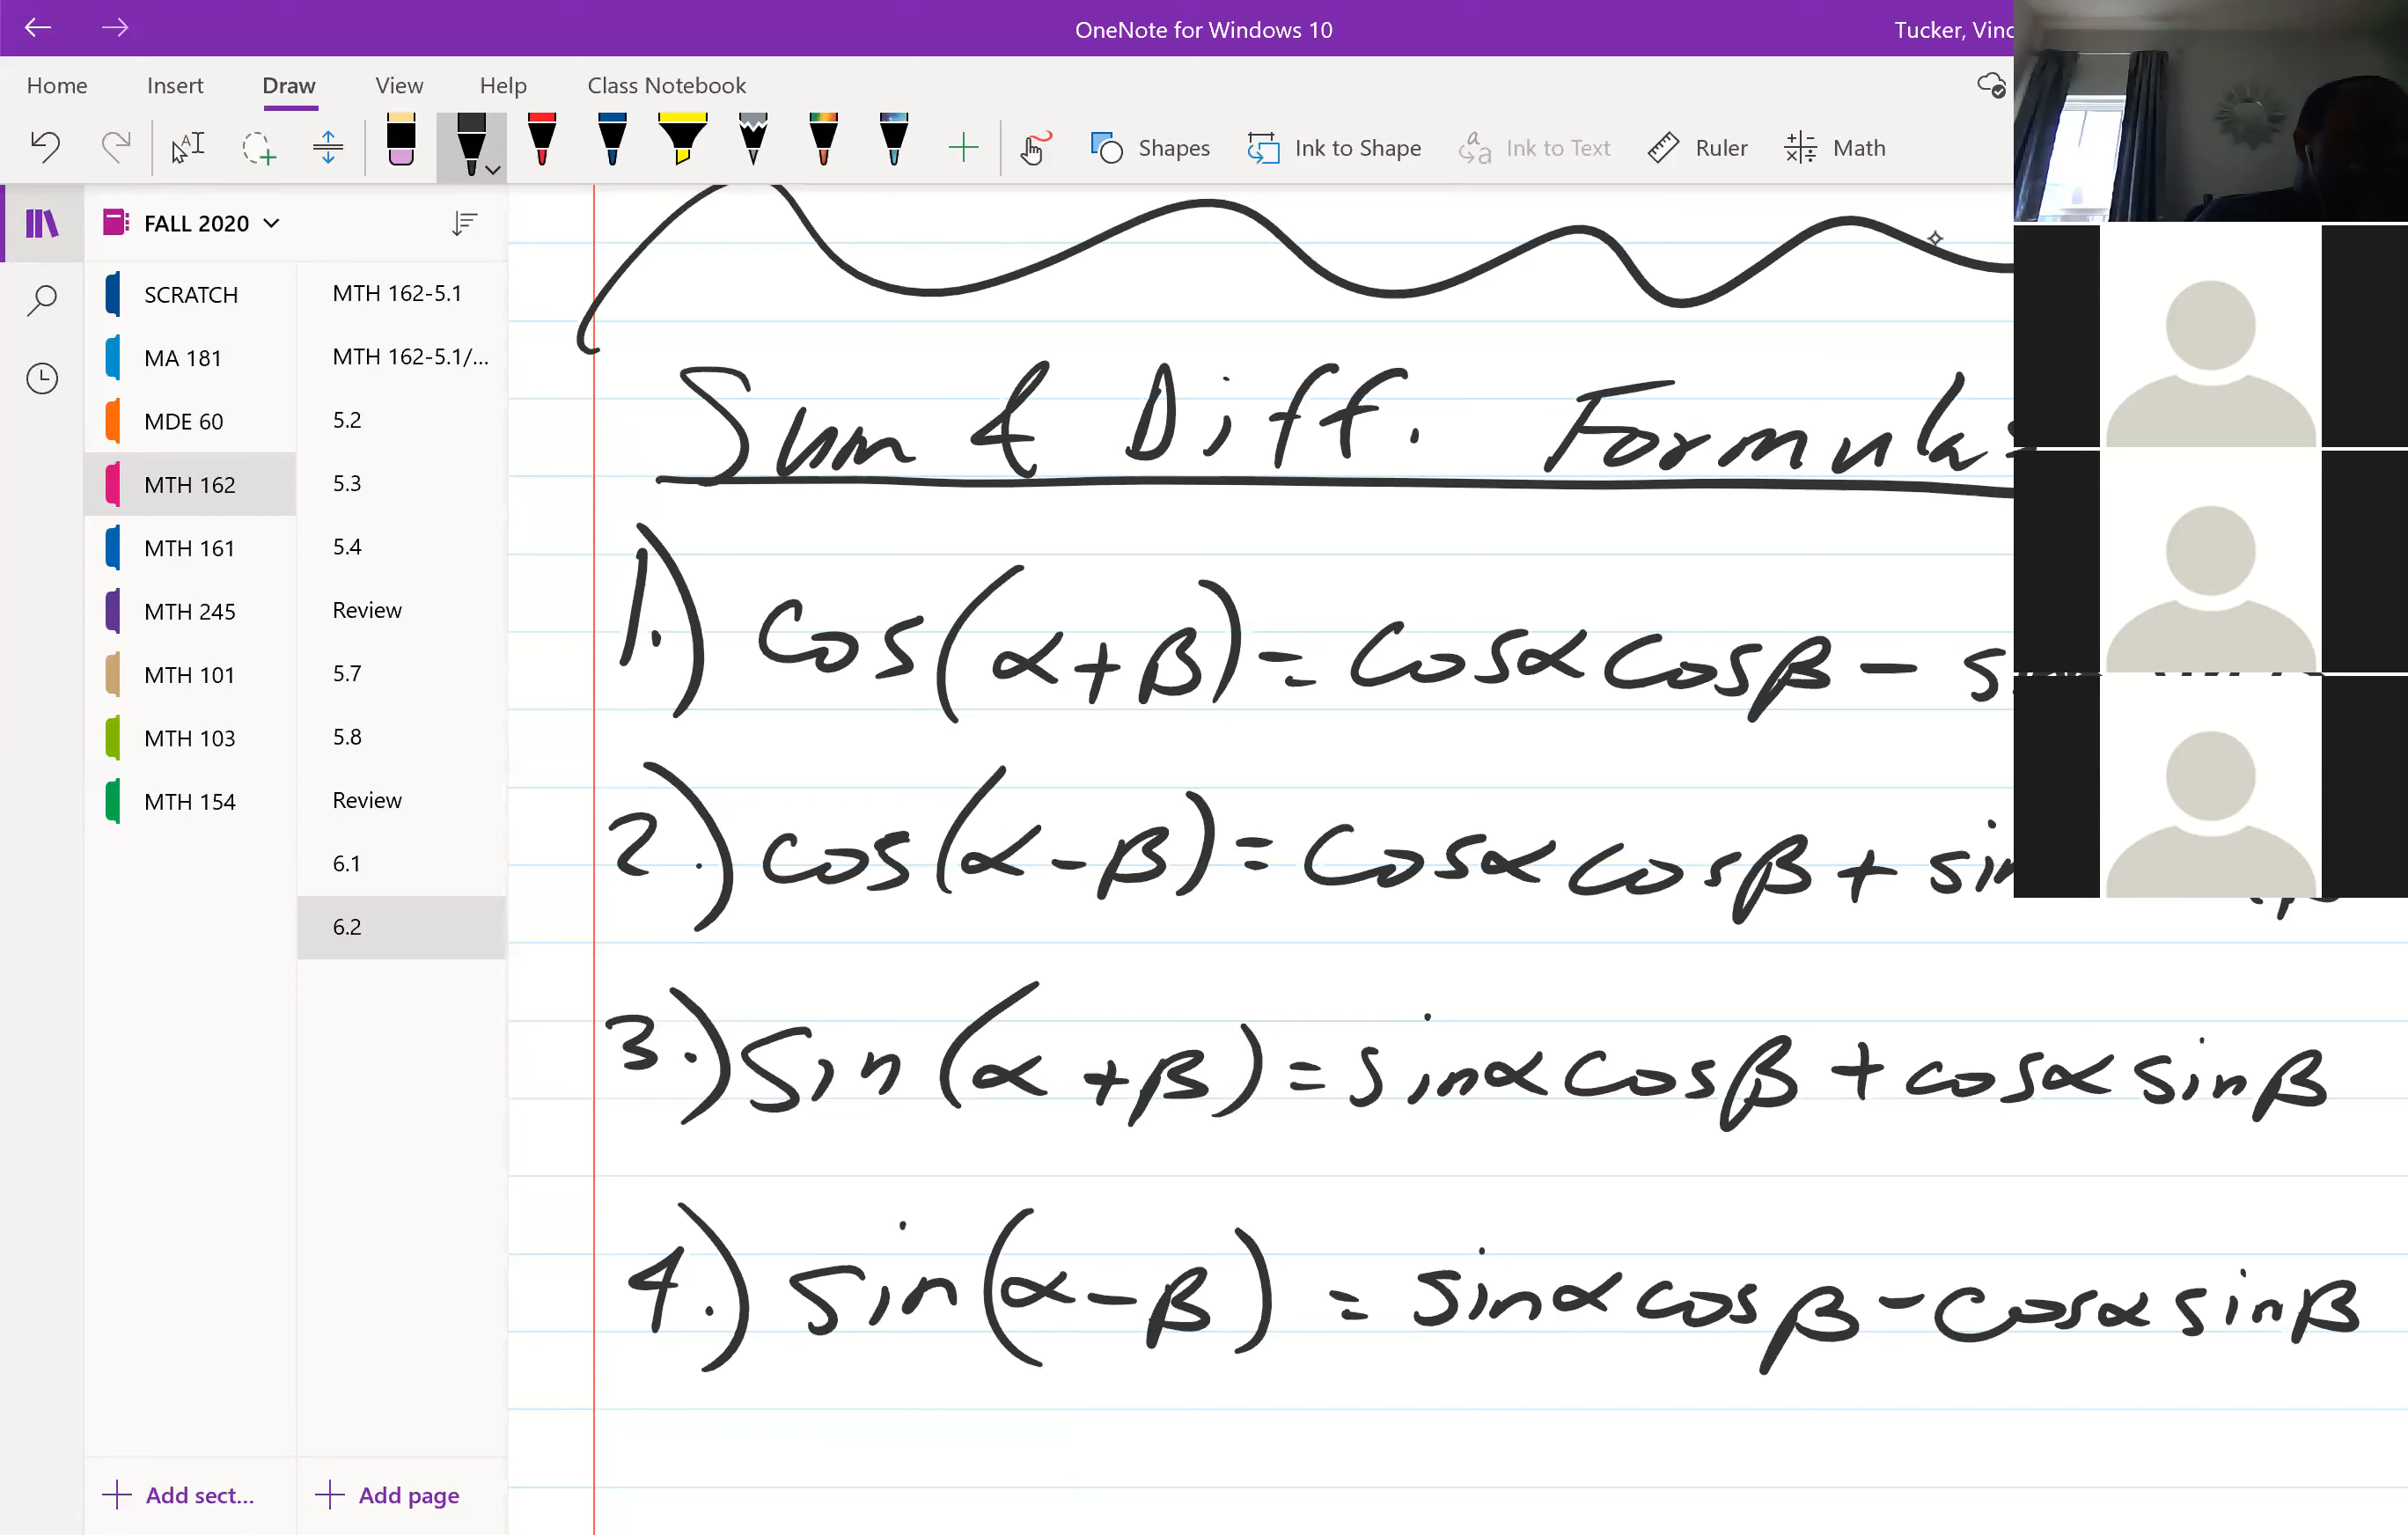 OneNote for Windows 10
Tucker, Vinc
Home Insert Draw View Help Class Notebook
Shapes Ink to Shape Ink to Text Ruler Math
FALL 2020
SCRATCH
MA 181
MDE 60
MTH 162
MTH 161
MTH 245
MTH 101
MTH 103
MTH 154
Add sect...
MTH 162-5.1
MTH 162-5.1/...
5.2
5.3
5.4
Review
5.7
5.8
Review
6.1
6.2
Add page
Sum & Diff. Formulas
1.) cos(α+β)=cosα cosβ -
2.) cos(α-β)=cosα cosβ + sin
3.) sin(α+β)=sinα cosβ + cosα sinβ
4.) sin(α-β) = sinα cosβ - cosα sinβ